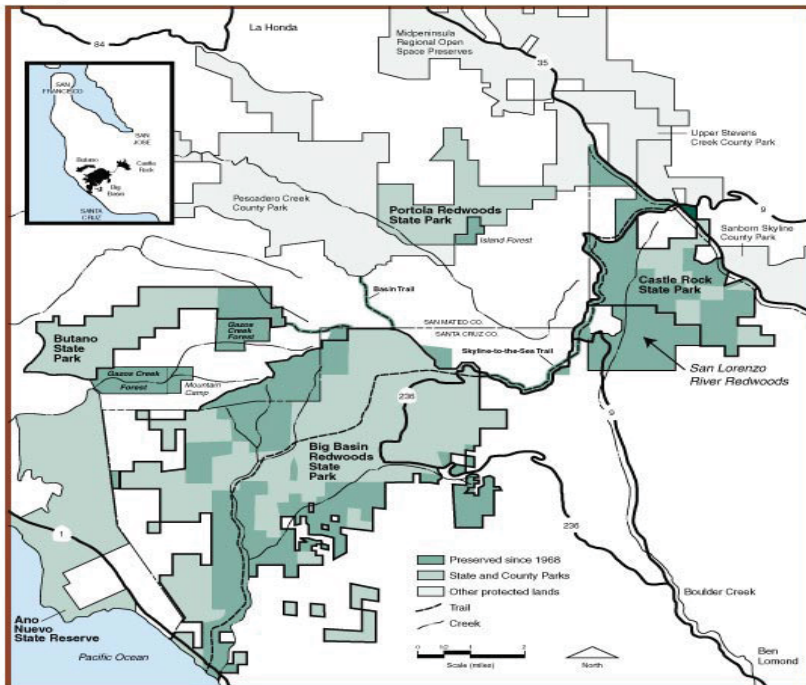 La Honda
84
Midpeninsula
Regional Open
Space Preserves
35
SAN
FRANCISCO
SAN
JOSE
Butano
Castle
Rock
Big
Basin
SANTA
CRUZ
Upper Stevens
Creek County Park
Pescadero Creek
County Park
Portola Redwoods
State Park
Island Forest
9
Sanborn Skyline
County Park
Castle Rock
State Park
Basin Trail
SAN MATEO CO.
SANTA CRUZ CO.
Skyline-to-the-Sea Trail
Butano
State
Park
Gazos
Creek
Forest
Gazos Creek
Forest
Mountain
Camp
San Lorenzo
River Redwoods
236
9
Big Basin
Redwoods
State
Park
236
1
Preserved since 1968
State and County Parks
Other protected lands
Trail
Creek
Boulder Creek
Ano
Nuevo
State Reserve
Pacific Ocean
0
2
Scale (miles)
North
Ben
Lomond